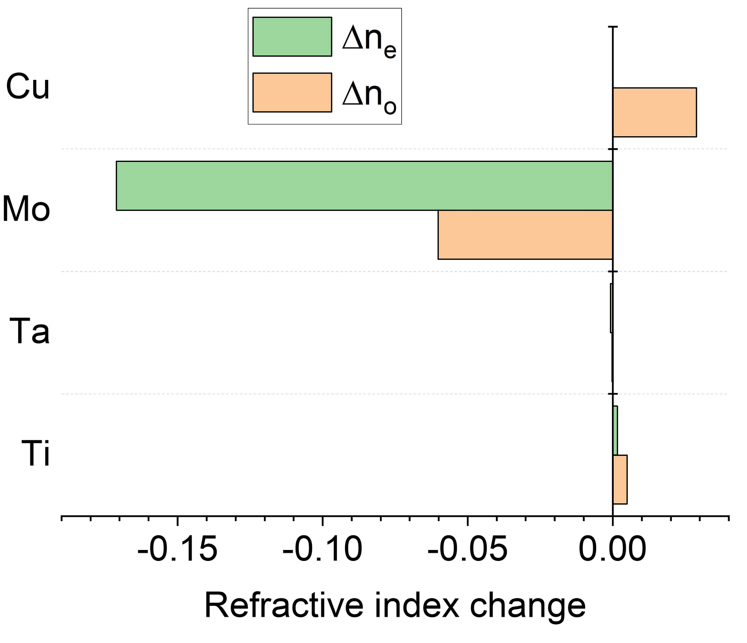 Δnₑ
Δnₒ
Cu
Mo
Ta
Ti
-0.15 -0.10 -0.05 0.00
Refractive index change